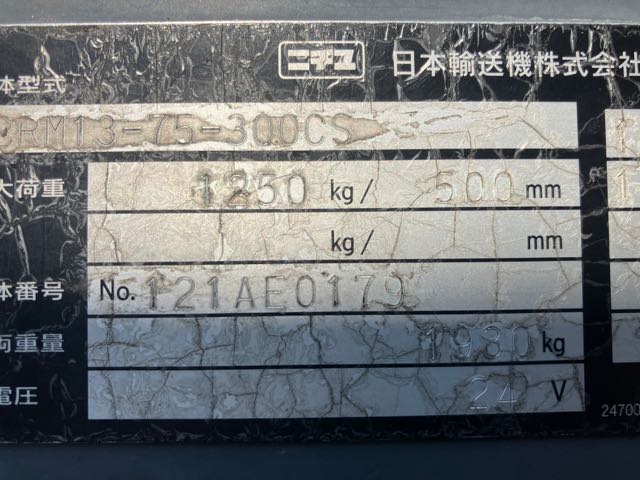 ニチユ 日本輸送機株式会社
体型式
RM13-75-300CS
大荷重 1250 kg/ 500 mm
kg/ mm
体番号 No. 121AE0179
両重量 1930 kg
電圧 24 V
24700